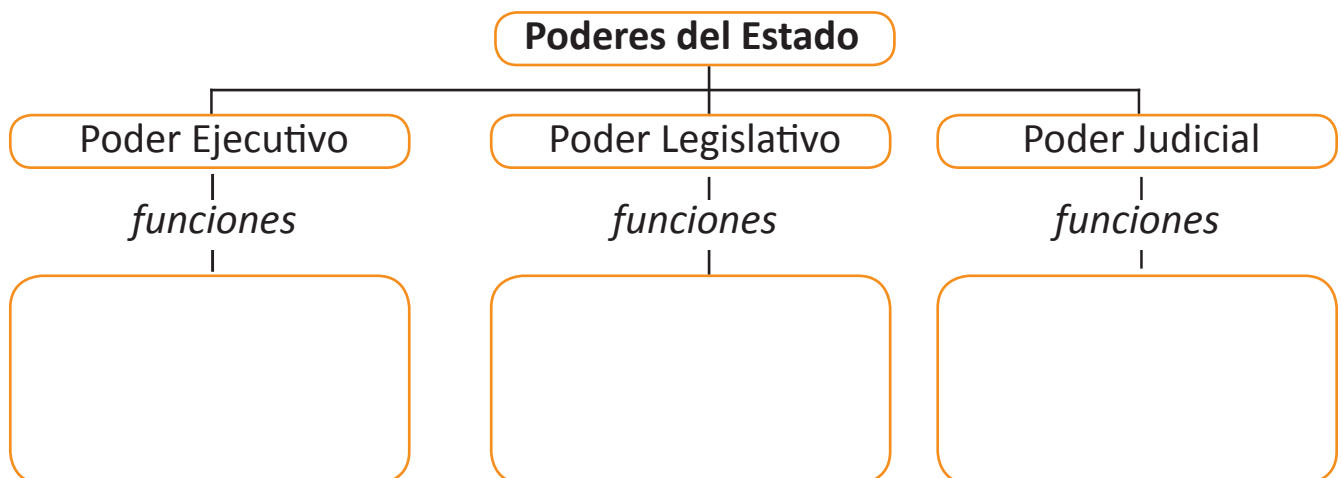 Poderes del Estado
Poder Ejecutivo
Poder Legislativo
Poder Judicial
funciones
funciones
funciones